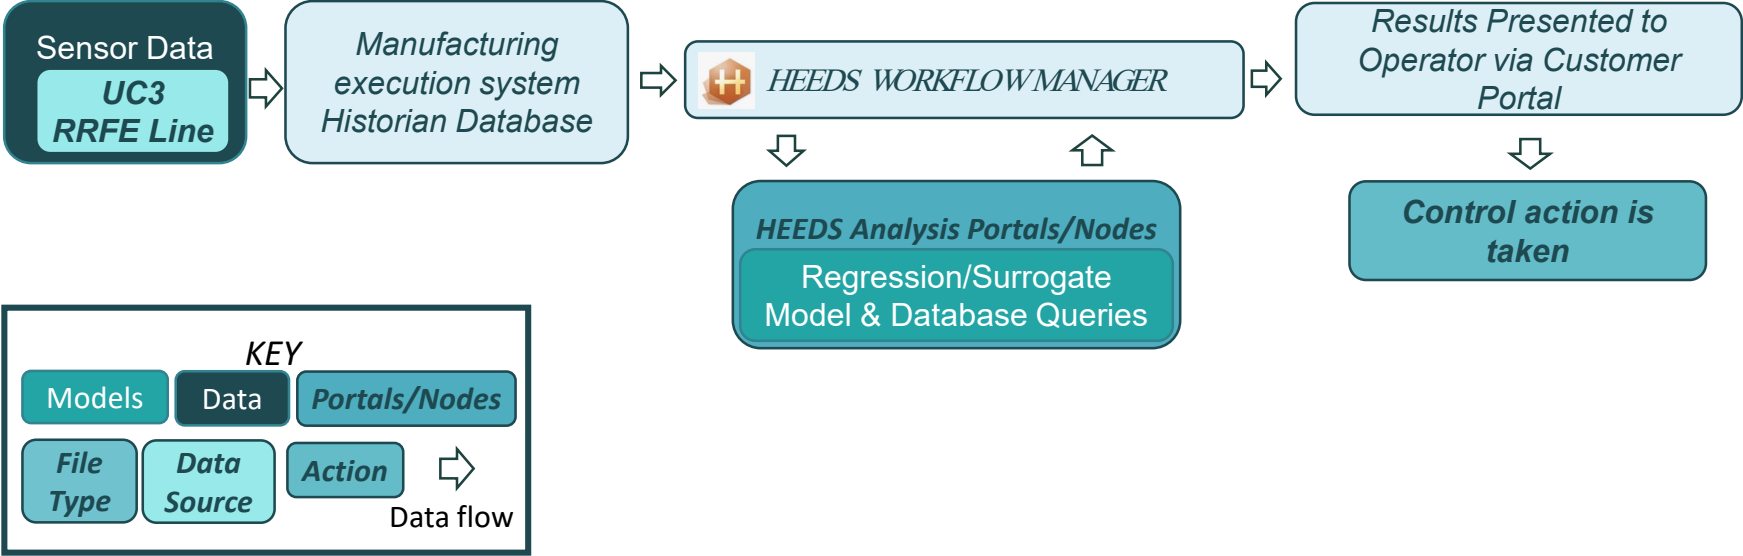 Sensor Data
UC3
RRFE Line
Manufacturing
execution system
Historian Database
H
HEEDS WORKFLOW MANAGER
Results Presented to
Operator via Customer
Portal
HEEDS Analysis Portals/Nodes
Regression/Surrogate
Model & Database Queries
Control action is
taken
KEY
Models
Data
Portals/Nodes
File
Type
Data
Source
Action
Data flow